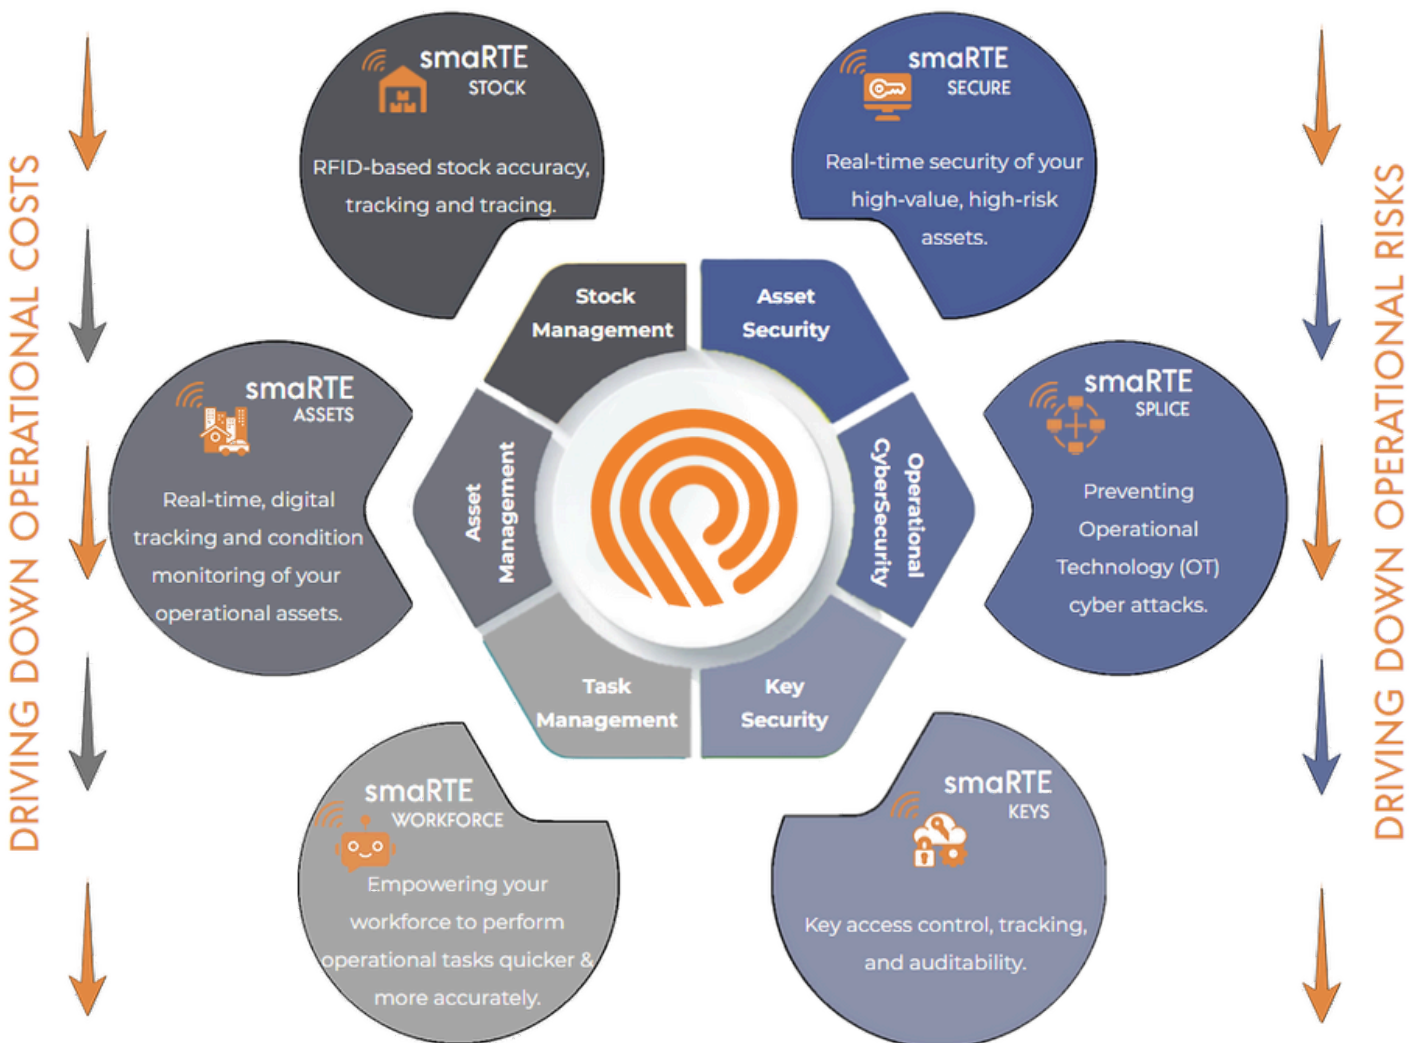 DRIVING DOWN OPERATIONAL COSTS
smaRTE
STOCK
RFID-based stock accuracy,
tracking and tracing.
smaRTE
SECURE
Real-time security of your
high-value, high-risk
assets.
Stock
Management
Asset
Security
smaRTE
ASSETS
Real-time, digital
tracking and condition
monitoring of your
operational assets.
Asset
Management
Operational
CyberSecurity
smaRTE
SPLICE
Preventing
Operational
Technology (OT)
cyber attacks.
Task
Management
Key
Security
smaRTE
WORKFORCE
Empowering your
workforce to perform
operational tasks quicker &
more accurately.
smaRTE
KEYS
Key access control, tracking,
and auditability.
DRIVING DOWN OPERATIONAL RISKS